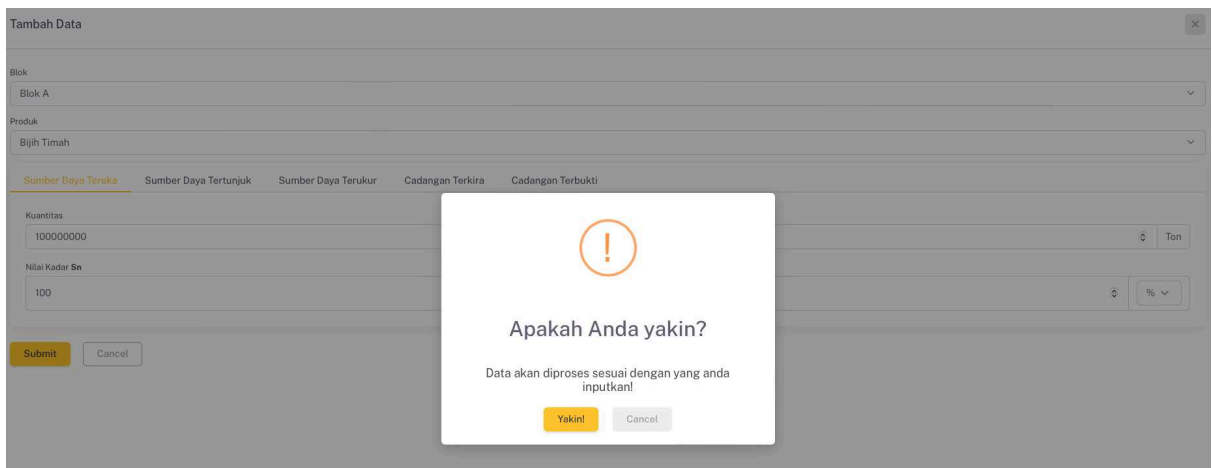 Tambah Data
Blok
Blok A
Produk
Bijih Timah
Sumber Daya Tereka
Sumber Daya Tertunjuk
Sumber Daya Terukur
Cadangan Terkira
Cadangan Terbukti
Kuantitas
100000000
Ton
Nilai Kadar Sn
100
%
Submit
Cancel
!
Apakah Anda yakin?
Data akan diproses sesuai dengan yang anda
inputkan!
Yakin!
Cancel